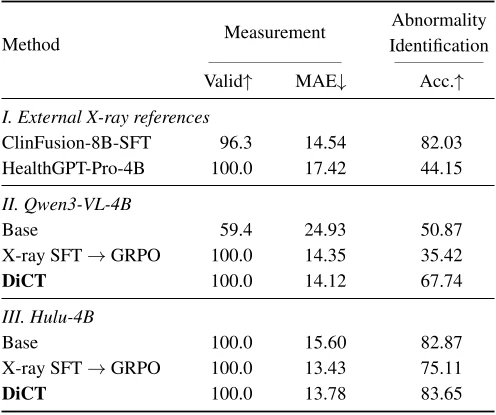 Method Measurement Abnormality Identification
Valid↑ MAE↓ Acc.↑
I. External X-ray references
ClinFusion-8B-SFT 96.3 14.54 82.03
HealthGPT-Pro-4B 100.0 17.42 44.15
II. Qwen3-VL-4B
Base 59.4 24.93 50.87
X-ray SFT → GRPO 100.0 14.35 35.42
DiCT 100.0 14.12 67.74
III. Hulu-4B
Base 100.0 15.60 82.87
X-ray SFT → GRPO 100.0 13.43 75.11
DiCT 100.0 13.78 83.65